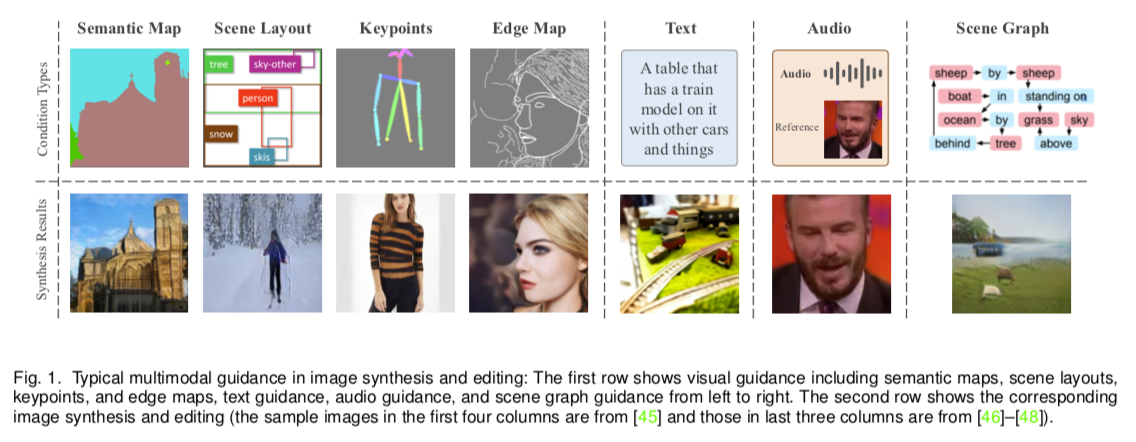 Semantic Map
Scene Layout
Keypoints
Edge Map
Text
Audio
Scene Graph
Condition Types
tree
sky-other
person
snow
skis
A table that
has a train
model on it
with other cars
and things
Audio
Reference
sheep by sheep
boat in standing on
ocean by grass sky
behind tree above
Synthesis Results
Fig. 1. Typical multimodal guidance in image synthesis and editing: The first row shows visual guidance including semantic maps, scene layouts,
keypoints, and edge maps, text guidance, audio guidance, and scene graph guidance from left to right. The second row shows the corresponding
image synthesis and editing (the sample images in the first four columns are from [45] and those in last three columns are from [46]–[48]).